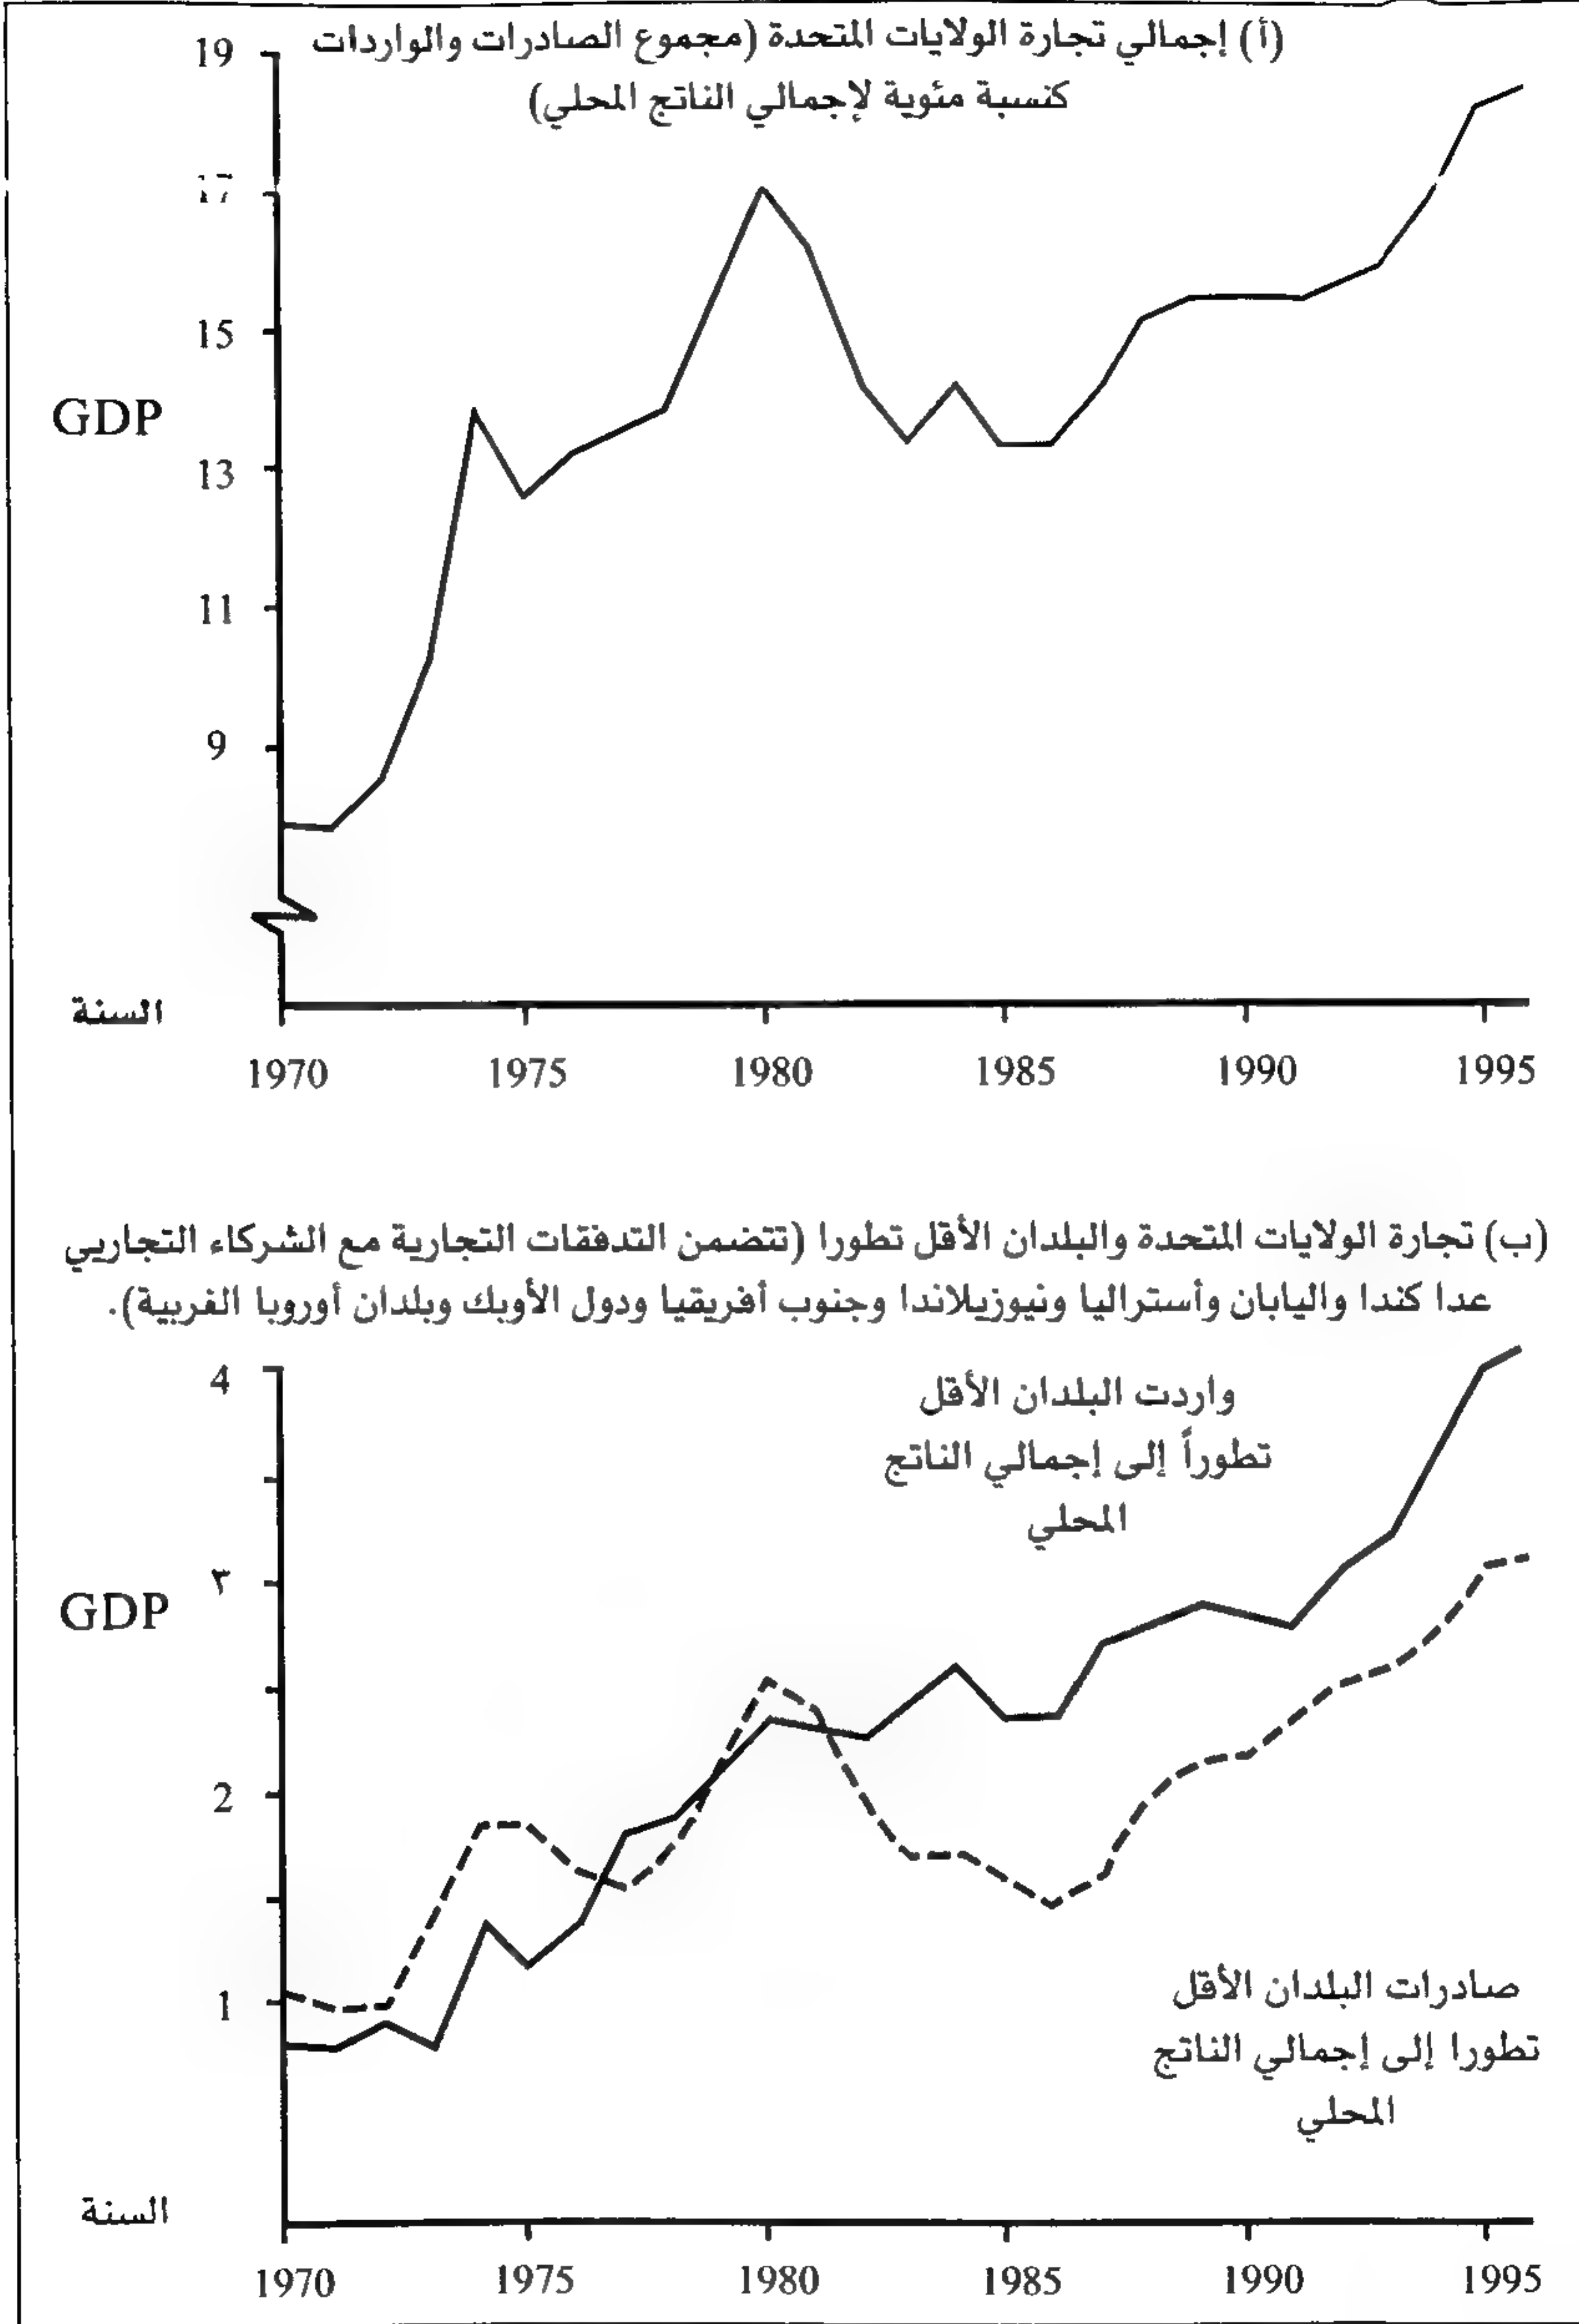 (أ) إجمالي تجارة الولايات المتحدة (مجموع الصادرات والواردات
كنسبة مئوية لإجمالي الناتج المحلي)
19
17
15
GDP
13
11
9
السنة
1970 1975 1980 1985 1990 1995
(ب) تجارة الولايات المتحدة والبلدان الأقل تطورا (تتضمن التدفقات التجارية مع الشركاء التجاريي
عدا كندا واليابان وأستراليا ونيوزيلاندا وجنوب أفريقيا ودول الأوبك وبلدان أوروبا الغربية).
4
واردت البلدان الأقل
تطوراً إلى إجمالي الناتج
المحلي
٣
GDP
2
1
صادرات البلدان الأقل
تطورا إلى إجمالي الناتج
المحلي
السنة
1970 1975 1980 1985 1990 1995